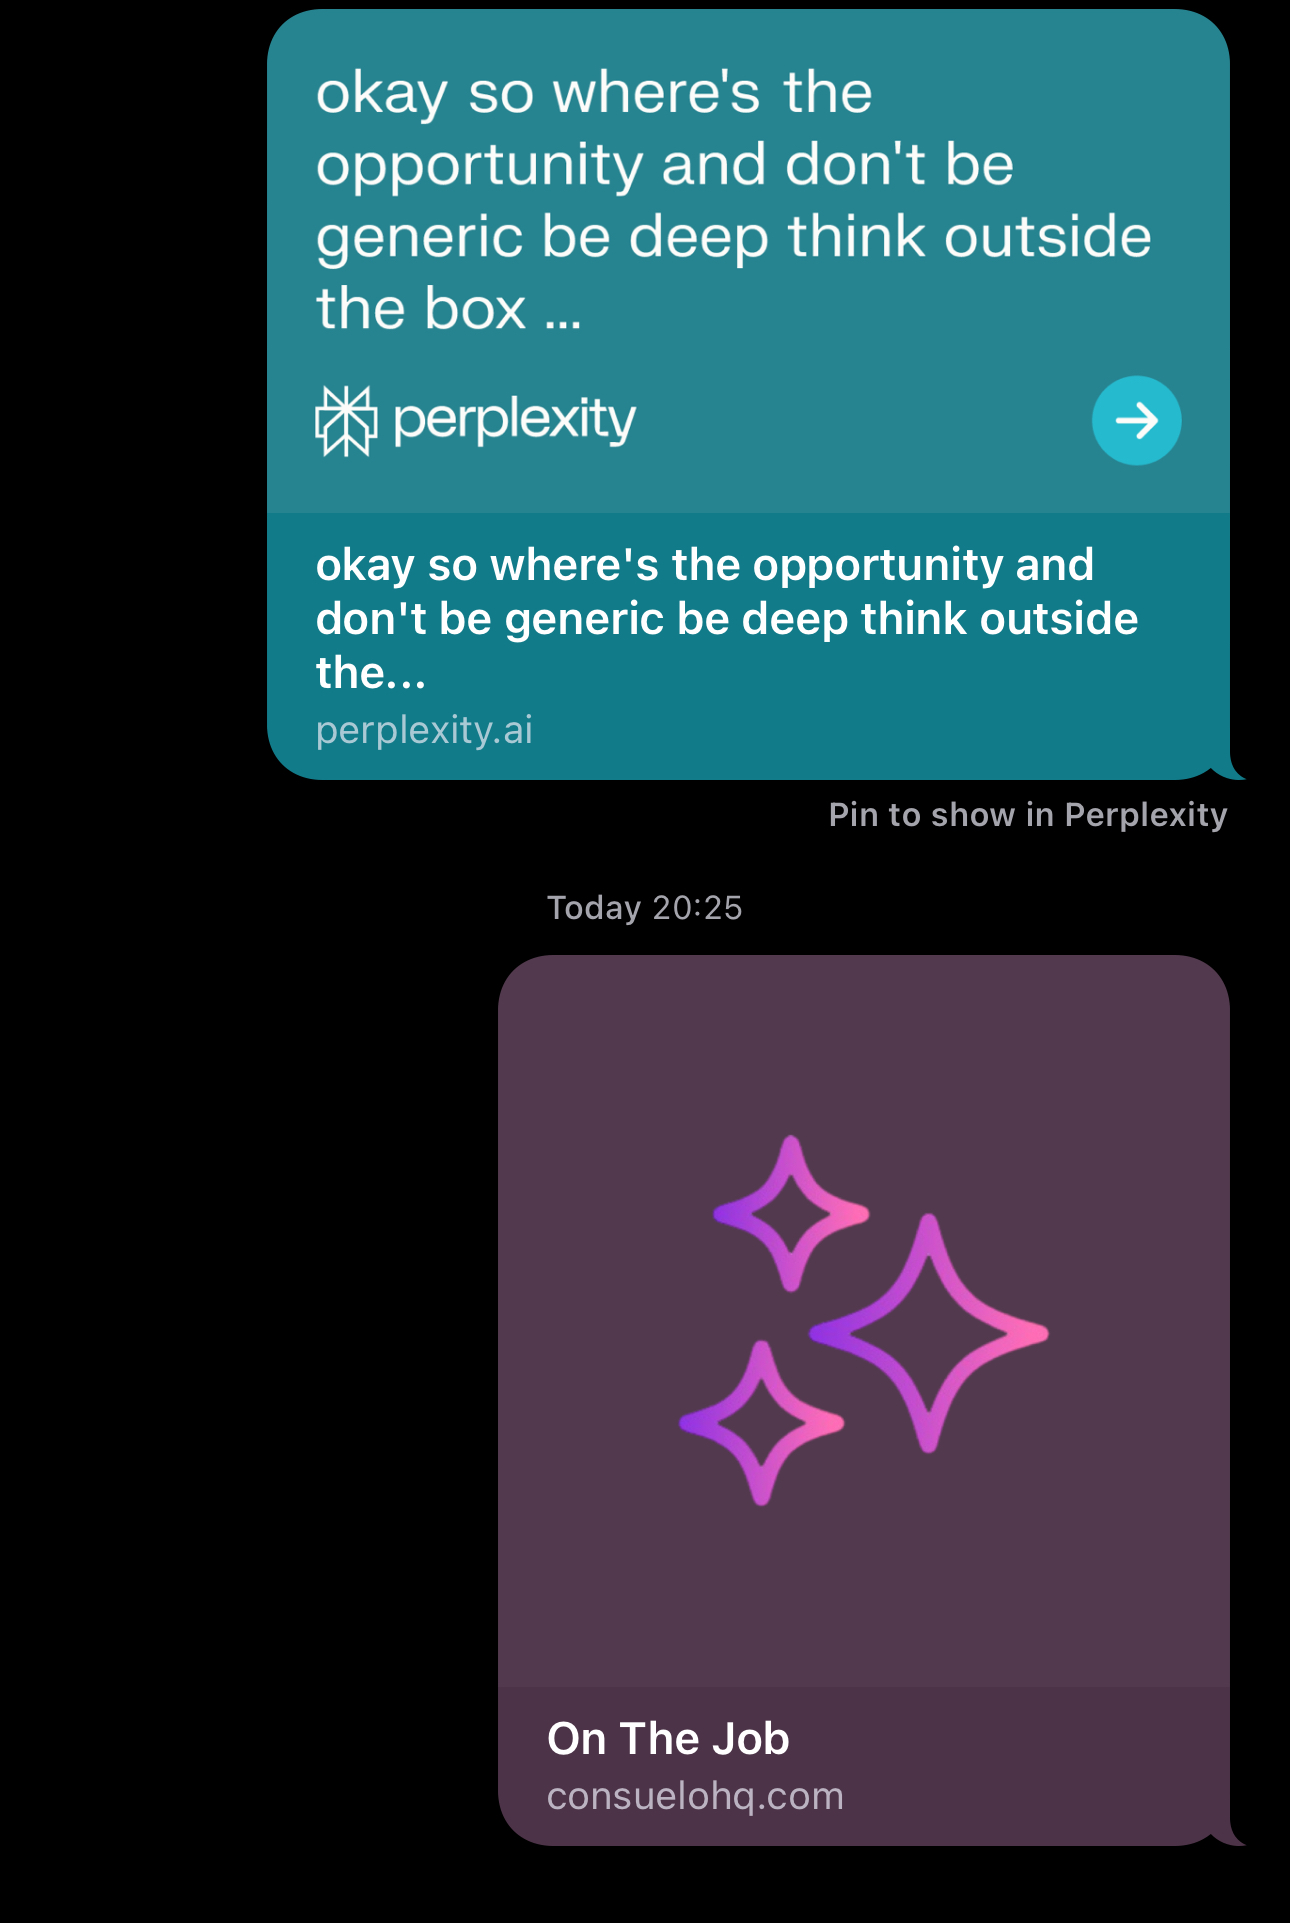 okay so where's the
opportunity and don't be
generic be deep think outside
the box ...
perplexity
okay so where's the opportunity and
don't be generic be deep think outside
the...
perplexity.ai
Pin to show in Perplexity
Today 20:25
On The Job
consuelohq.com